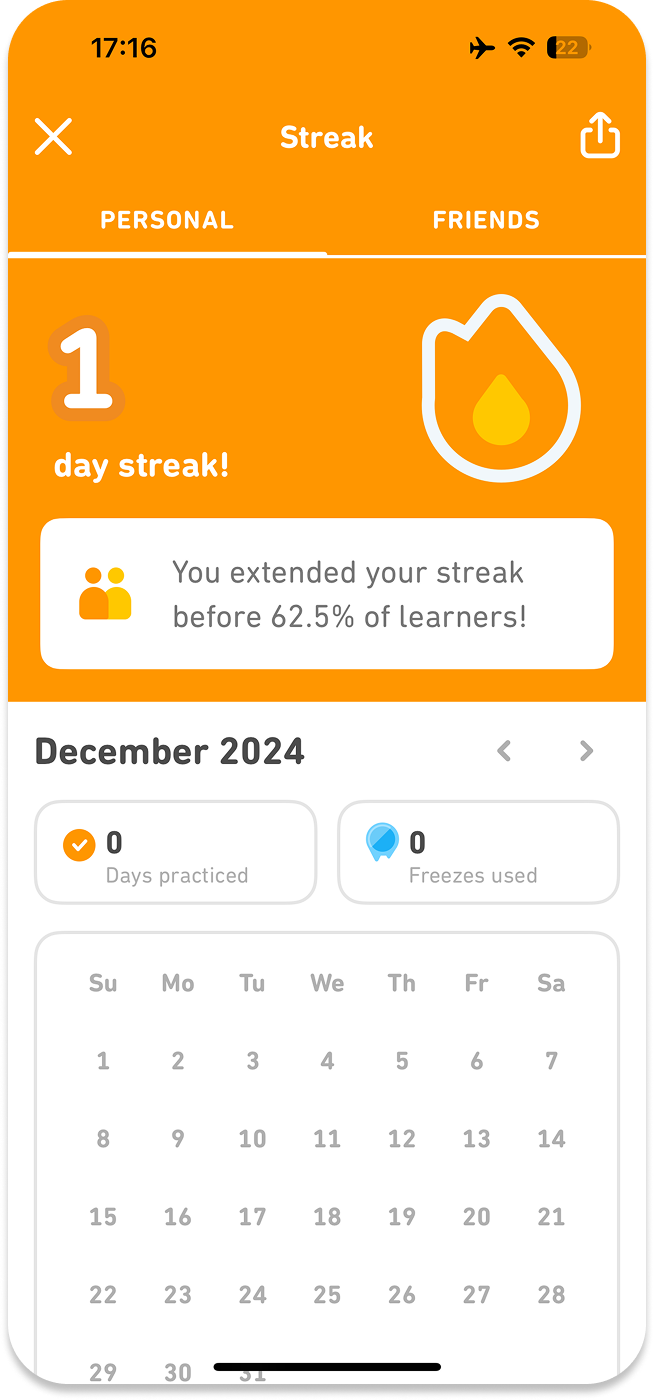 17:16
22
Streak
PERSONAL FRIENDS
1
day streak!
You extended your streak
before 62.5% of learners!
December 2024
0
Days practiced
0
Freezes used
Su Mo Tu We Th Fr Sa
1 2 3 4 5 6 7
8 9 10 11 12 13 14
15 16 17 18 19 20 21
22 23 24 25 26 27 28
29 30 31